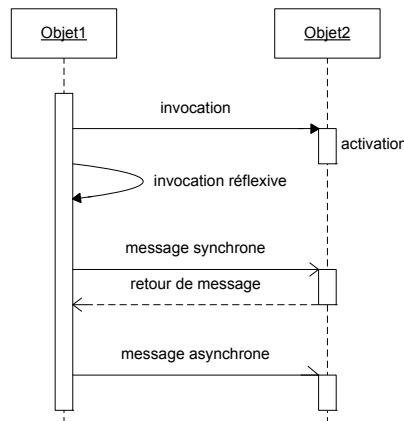 Objet1
Objet2
invocation
activation
invocation réflexive
message synchrone
retour de message
message asynchrone